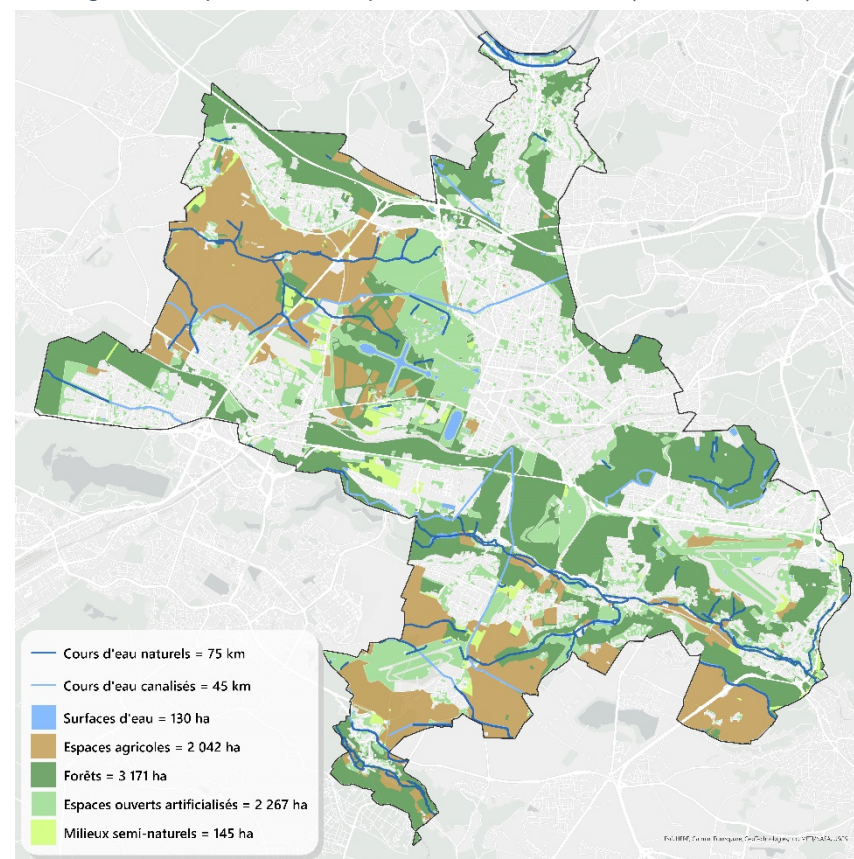 Cours d'eau naturels = 75 km
Cours d'eau canalisés = 45 km
Surfaces d'eau = 130 ha
Espaces agricoles = 2 042 ha
Forêts = 3 171 ha
Espaces ouverts artificialisés = 2 267 ha
Milieux semi-naturels = 145 ha